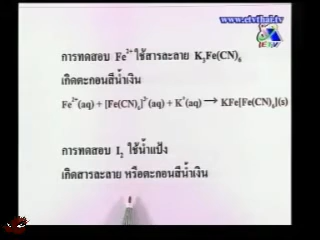 www.etvthai.tv
ETV
การทดสอบ Fe²⁺ ใช้สารละลาย K₃Fe(CN)₆
เกิดตะกอนสีน้ำเงิน
Fe²⁺(aq) + [Fe(CN)₆]³⁻(aq) + K⁺(aq) → KFe[Fe(CN)₆](s)
การทดสอบ I₂ ใช้น้ำแป้ง
เกิดสารละลาย หรือตะกอนสีน้ำเงิน